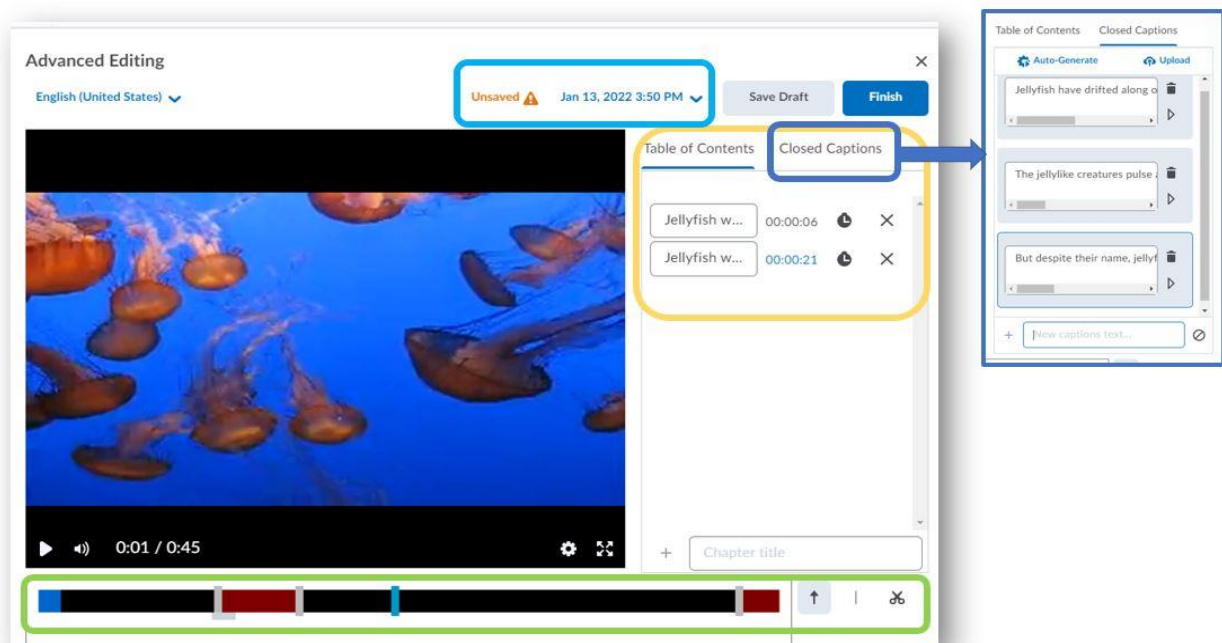 Advanced Editing
English (United States)
Unsaved
Jan 13, 2022 3:50 PM
Save Draft
Finish
Table of Contents
Closed Captions
Jellyfish w...
00:00:06
Jellyfish w...
00:00:21
0:01 / 0:45
+ Chapter title
Table of Contents
Closed Captions
Auto-Generate
Upload
Jellyfish have drifted along o
The jellylike creatures pulse
But despite their name, jellyf
+ New captions text...